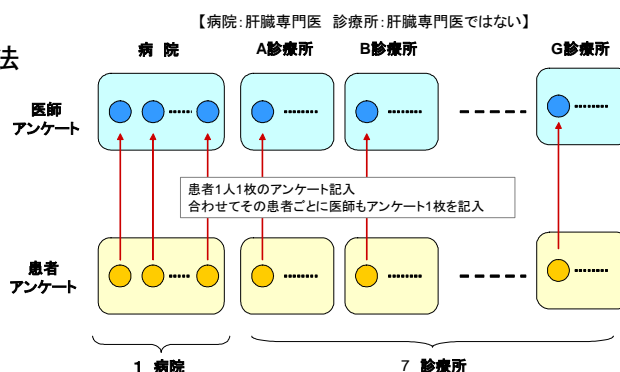 【病院：肝臓専門医　診療所：肝臓専門医ではない】
法
病 院
A診療所
B診療所
G診療所
医師
アンケート
患者1人1枚のアンケート記入
合わせてその患者ごとに医師もアンケート1枚を記入
患者
アンケート
1 病院
7 診療所